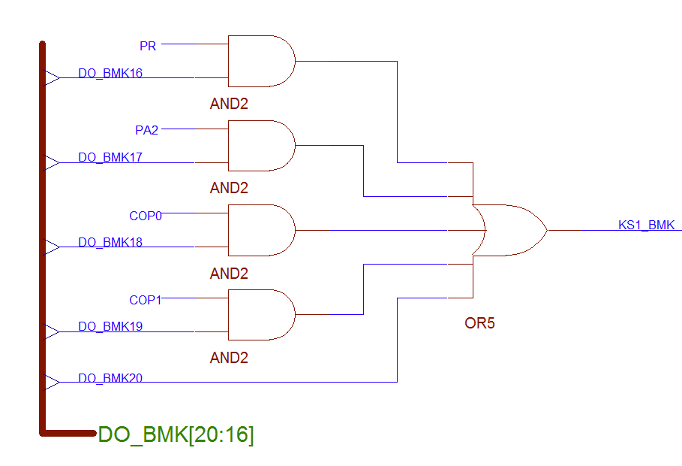 PR
DO_BMK16
AND2
PA2
DO_BMK17
AND2
COP0
DO_BMK18
KS1_BMK
AND2
COP1
DO_BMK19
OR5
AND2
DO_BMK20
DO_BMK[20:16]